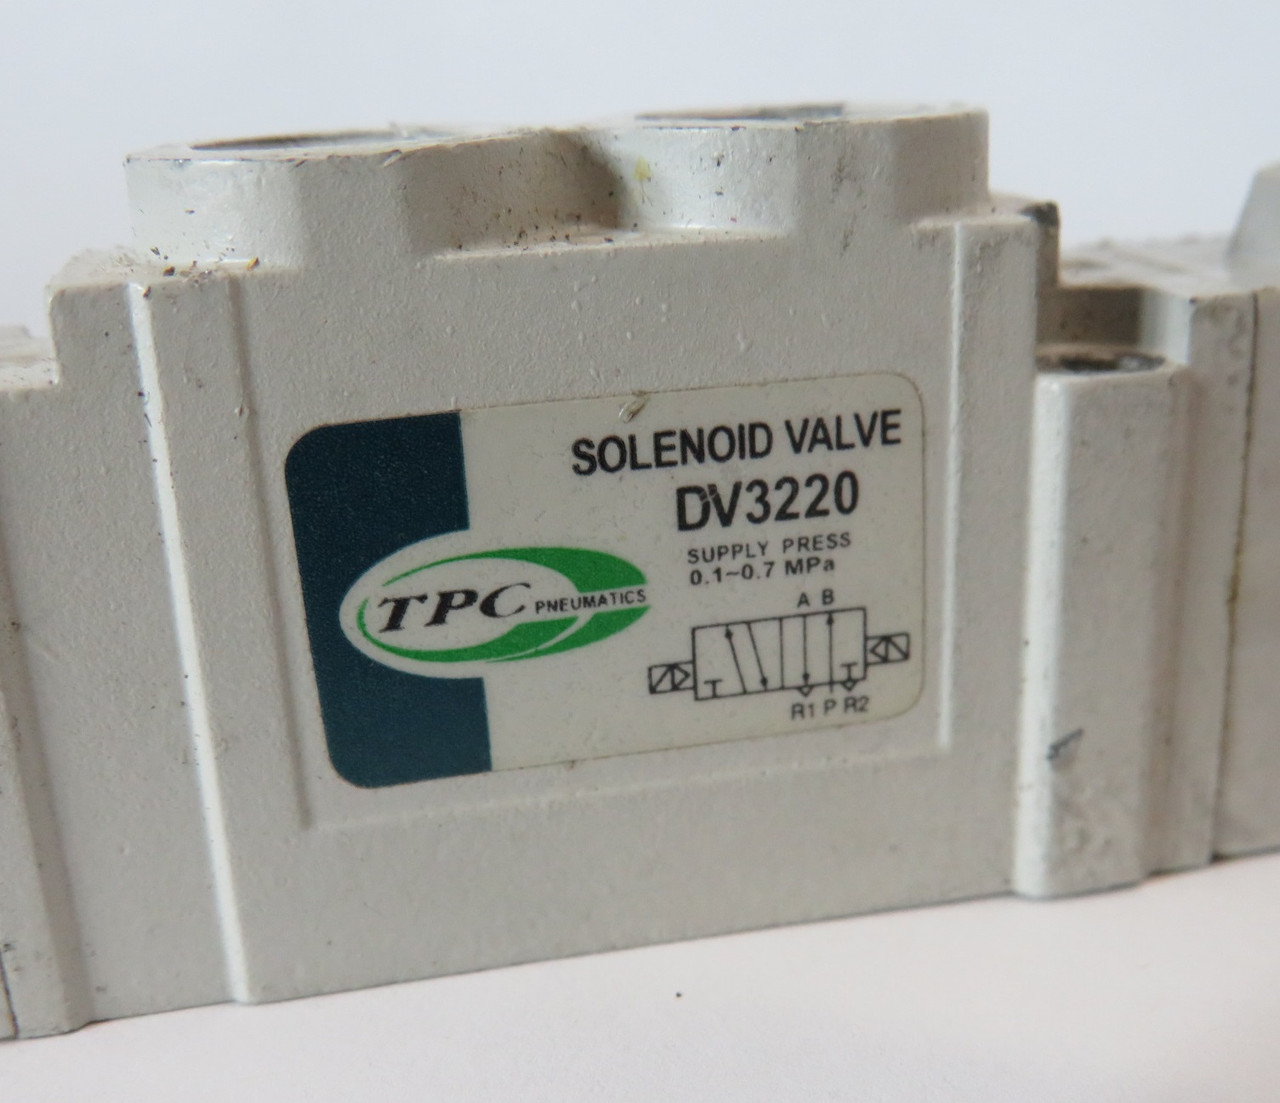 SOLENOID VALVE
DV3220
SUPPLY PRESS
0.1~0.7 MPa
TPC PNEUMATICS
A B
R1 P R2